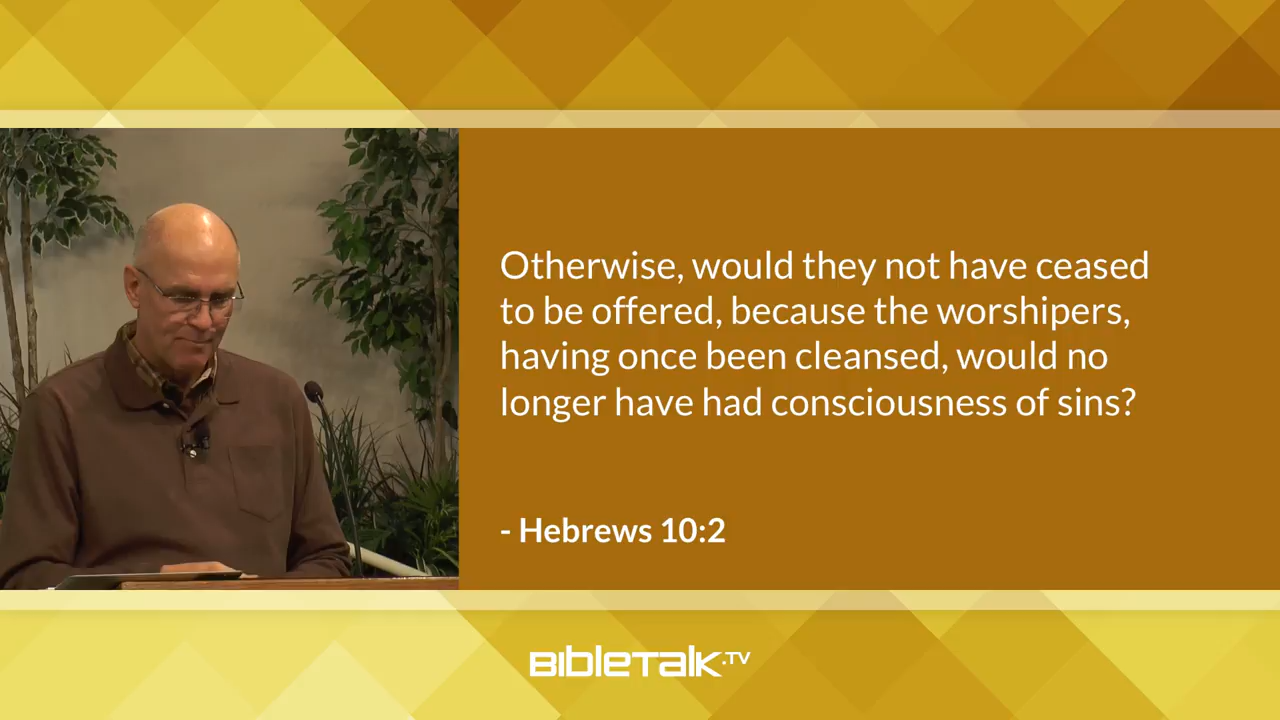 Otherwise, would they not have ceased
to be offered, because the worshipers,
having once been cleansed, would no
longer have had consciousness of sins?
- Hebrews 10:2
BIBLETALK.TV